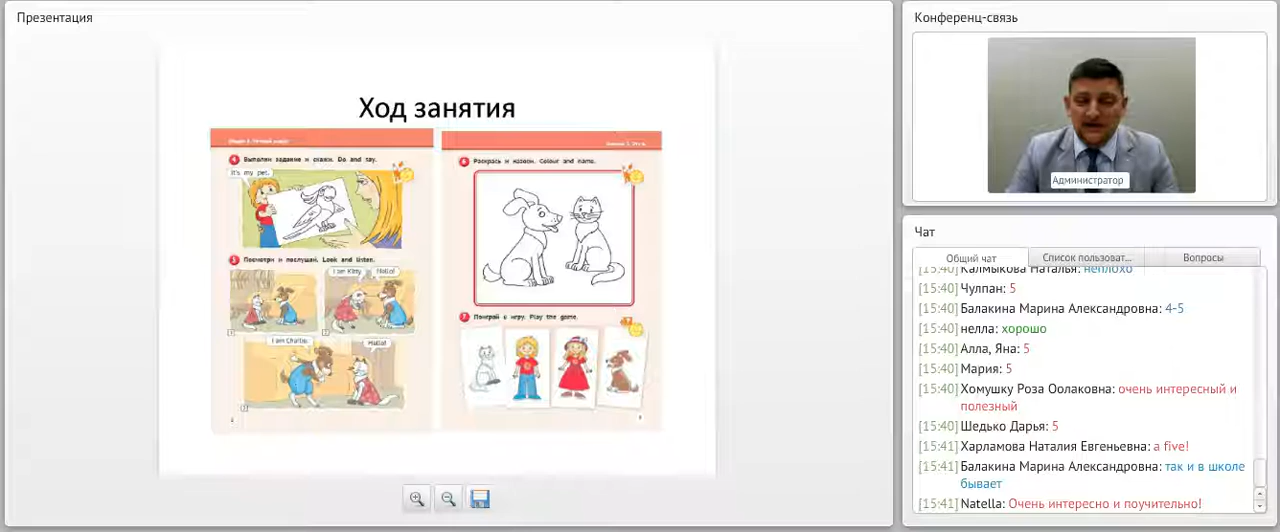 Презентация
Ход занятия
4 Выполни задание и скажи. Do and say.
It's my pet.
5 Посмотри и послушай. Look and listen.
I am Kitty. Hello!
I am Charlie. Hello!
6 Раскрась и назови. Colour and name.
7 Поиграй в игру. Play the game.
Конференц-связь
Администратор
Чат
Общий чат
Список пользоват...
Вопросы
[15:40] Калмыкова Наталья: неплохо
[15:40] Чулпан: 5
[15:40] Балакина Марина Александровна: 4-5
[15:40] нелла: хорошо
[15:40] Алла, Яна: 5
[15:40] Мария: 5
[15:40] Хомушку Роза Оолаковна: очень интересный и
полезный
[15:40] Шедько Дарья: 5
[15:41] Харламова Наталия Евгеньевна: a five!
[15:41] Балакина Марина Александровна: так и в школе
бывает
[15:41] Natella: Очень интересно и поучительно!